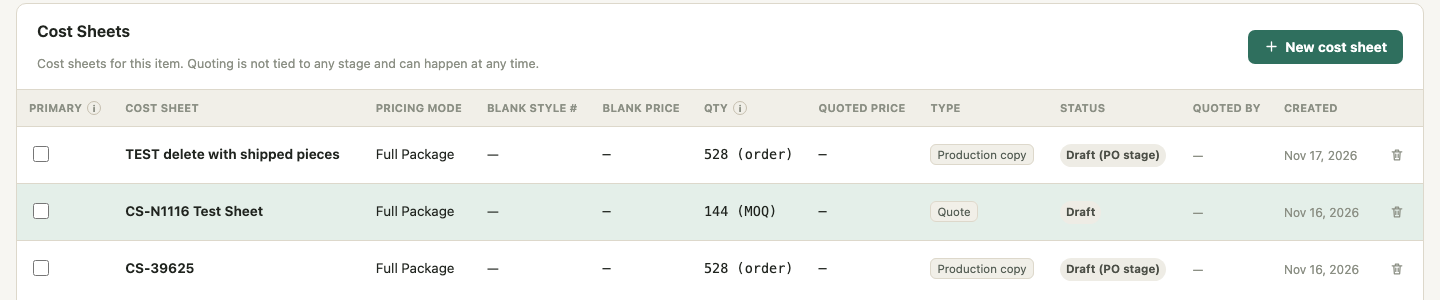 Cost Sheets
Cost sheets for this item. Quoting is not tied to any stage and can happen at any time.
+ New cost sheet
PRIMARY i COST SHEET PRICING MODE BLANK STYLE # BLANK PRICE QTY i QUOTED PRICE TYPE STATUS QUOTED BY CREATED
TEST delete with shipped pieces Full Package — — 528 (order) — Production copy Draft (PO stage) — Nov 17, 2026
CS-N1116 Test Sheet Full Package — — 144 (MOQ) — Quote Draft — Nov 16, 2026
CS-39625 Full Package — — 528 (order) — Production copy Draft (PO stage) — Nov 16, 2026